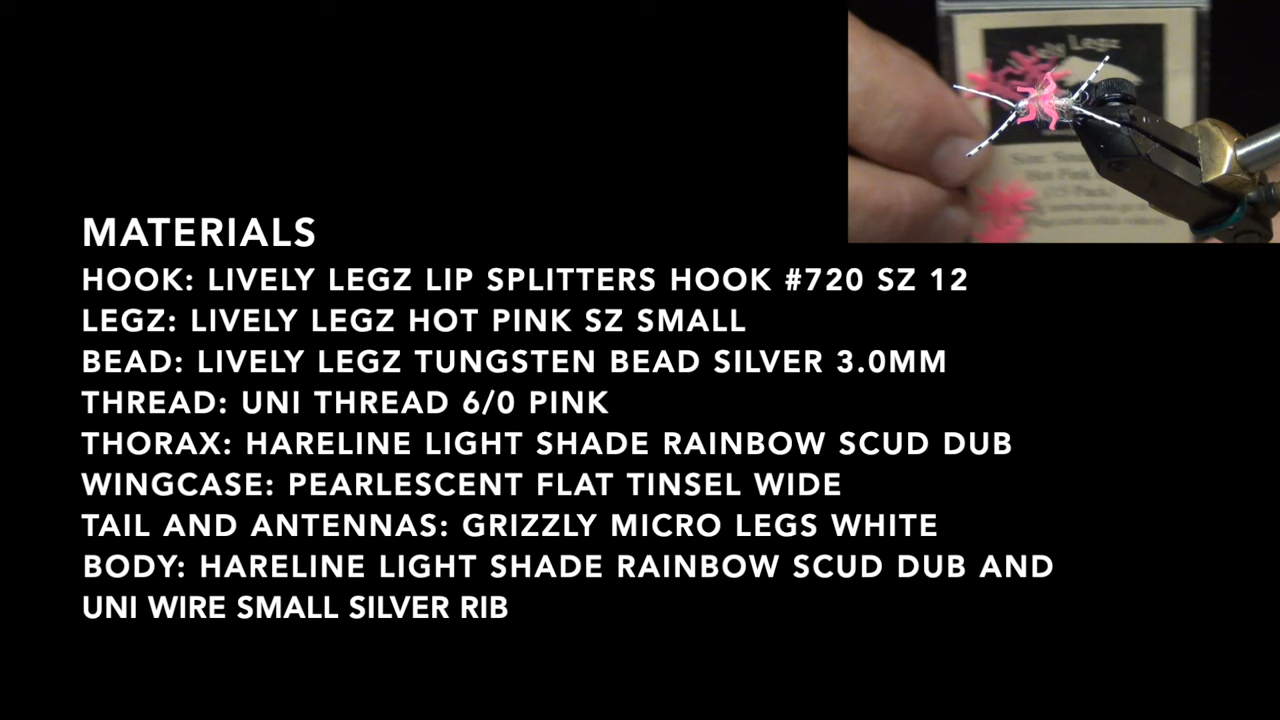 Lively Legz
MATERIALS
HOOK: LIVELY LEGZ LIP SPLITTERS HOOK #720 SZ 12
LEGZ: LIVELY LEGZ HOT PINK SZ SMALL
BEAD: LIVELY LEGZ TUNGSTEN BEAD SILVER 3.0MM
THREAD: UNI THREAD 6/0 PINK
THORAX: HARELINE LIGHT SHADE RAINBOW SCUD DUB
WINGCASE: PEARLESCENT FLAT TINSEL WIDE
TAIL AND ANTENNAS: GRIZZLY MICRO LEGS WHITE
BODY: HARELINE LIGHT SHADE RAINBOW SCUD DUB AND
UNI WIRE SMALL SILVER RIB